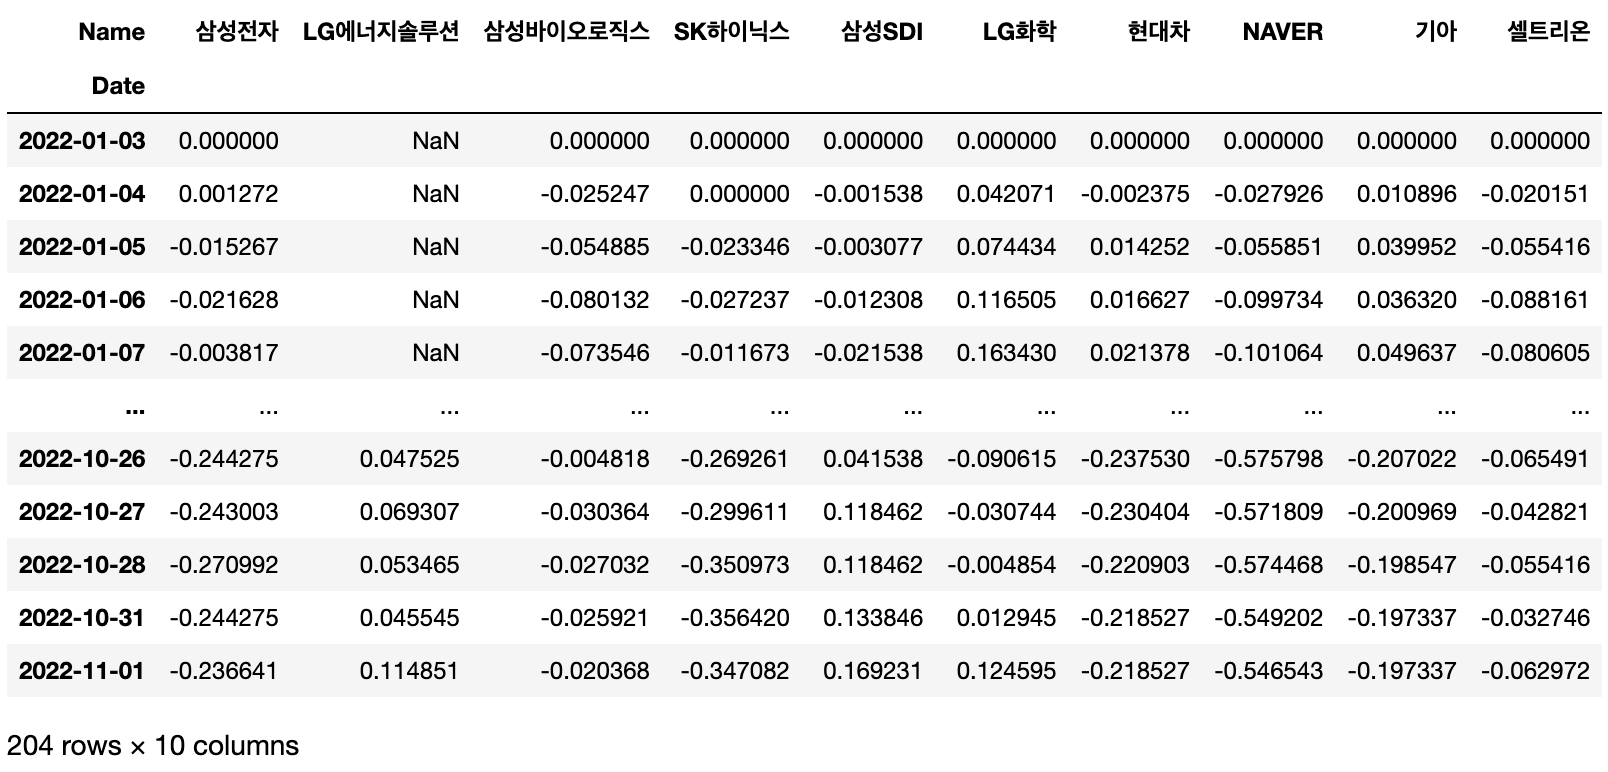 Name 삼성전자 LG에너지솔루션 삼성바이오로직스 SK하이닉스 삼성SDI LG화학 현대차 NAVER 기아 셀트리온
Date
2022-01-03 0.000000 NaN 0.000000 0.000000 0.000000 0.000000 0.000000 0.000000 0.000000 0.000000
2022-01-04 0.001272 NaN -0.025247 0.000000 -0.001538 0.042071 -0.002375 -0.027926 0.010896 -0.020151
2022-01-05 -0.015267 NaN -0.054885 -0.023346 -0.003077 0.074434 0.014252 -0.055851 0.039952 -0.055416
2022-01-06 -0.021628 NaN -0.080132 -0.027237 -0.012308 0.116505 0.016627 -0.099734 0.036320 -0.088161
2022-01-07 -0.003817 NaN -0.073546 -0.011673 -0.021538 0.163430 0.021378 -0.101064 0.049637 -0.080605
... ... ... ... ... ... ... ... ... ... ...
2022-10-26 -0.244275 0.047525 -0.004818 -0.269261 0.041538 -0.090615 -0.237530 -0.575798 -0.207022 -0.065491
2022-10-27 -0.243003 0.069307 -0.030364 -0.299611 0.118462 -0.030744 -0.230404 -0.571809 -0.200969 -0.042821
2022-10-28 -0.270992 0.053465 -0.027032 -0.350973 0.118462 -0.004854 -0.220903 -0.574468 -0.198547 -0.055416
2022-10-31 -0.244275 0.045545 -0.025921 -0.356420 0.133846 0.012945 -0.218527 -0.549202 -0.197337 -0.032746
2022-11-01 -0.236641 0.114851 -0.020368 -0.347082 0.169231 0.124595 -0.218527 -0.546543 -0.197337 -0.062972
204 rows × 10 columns